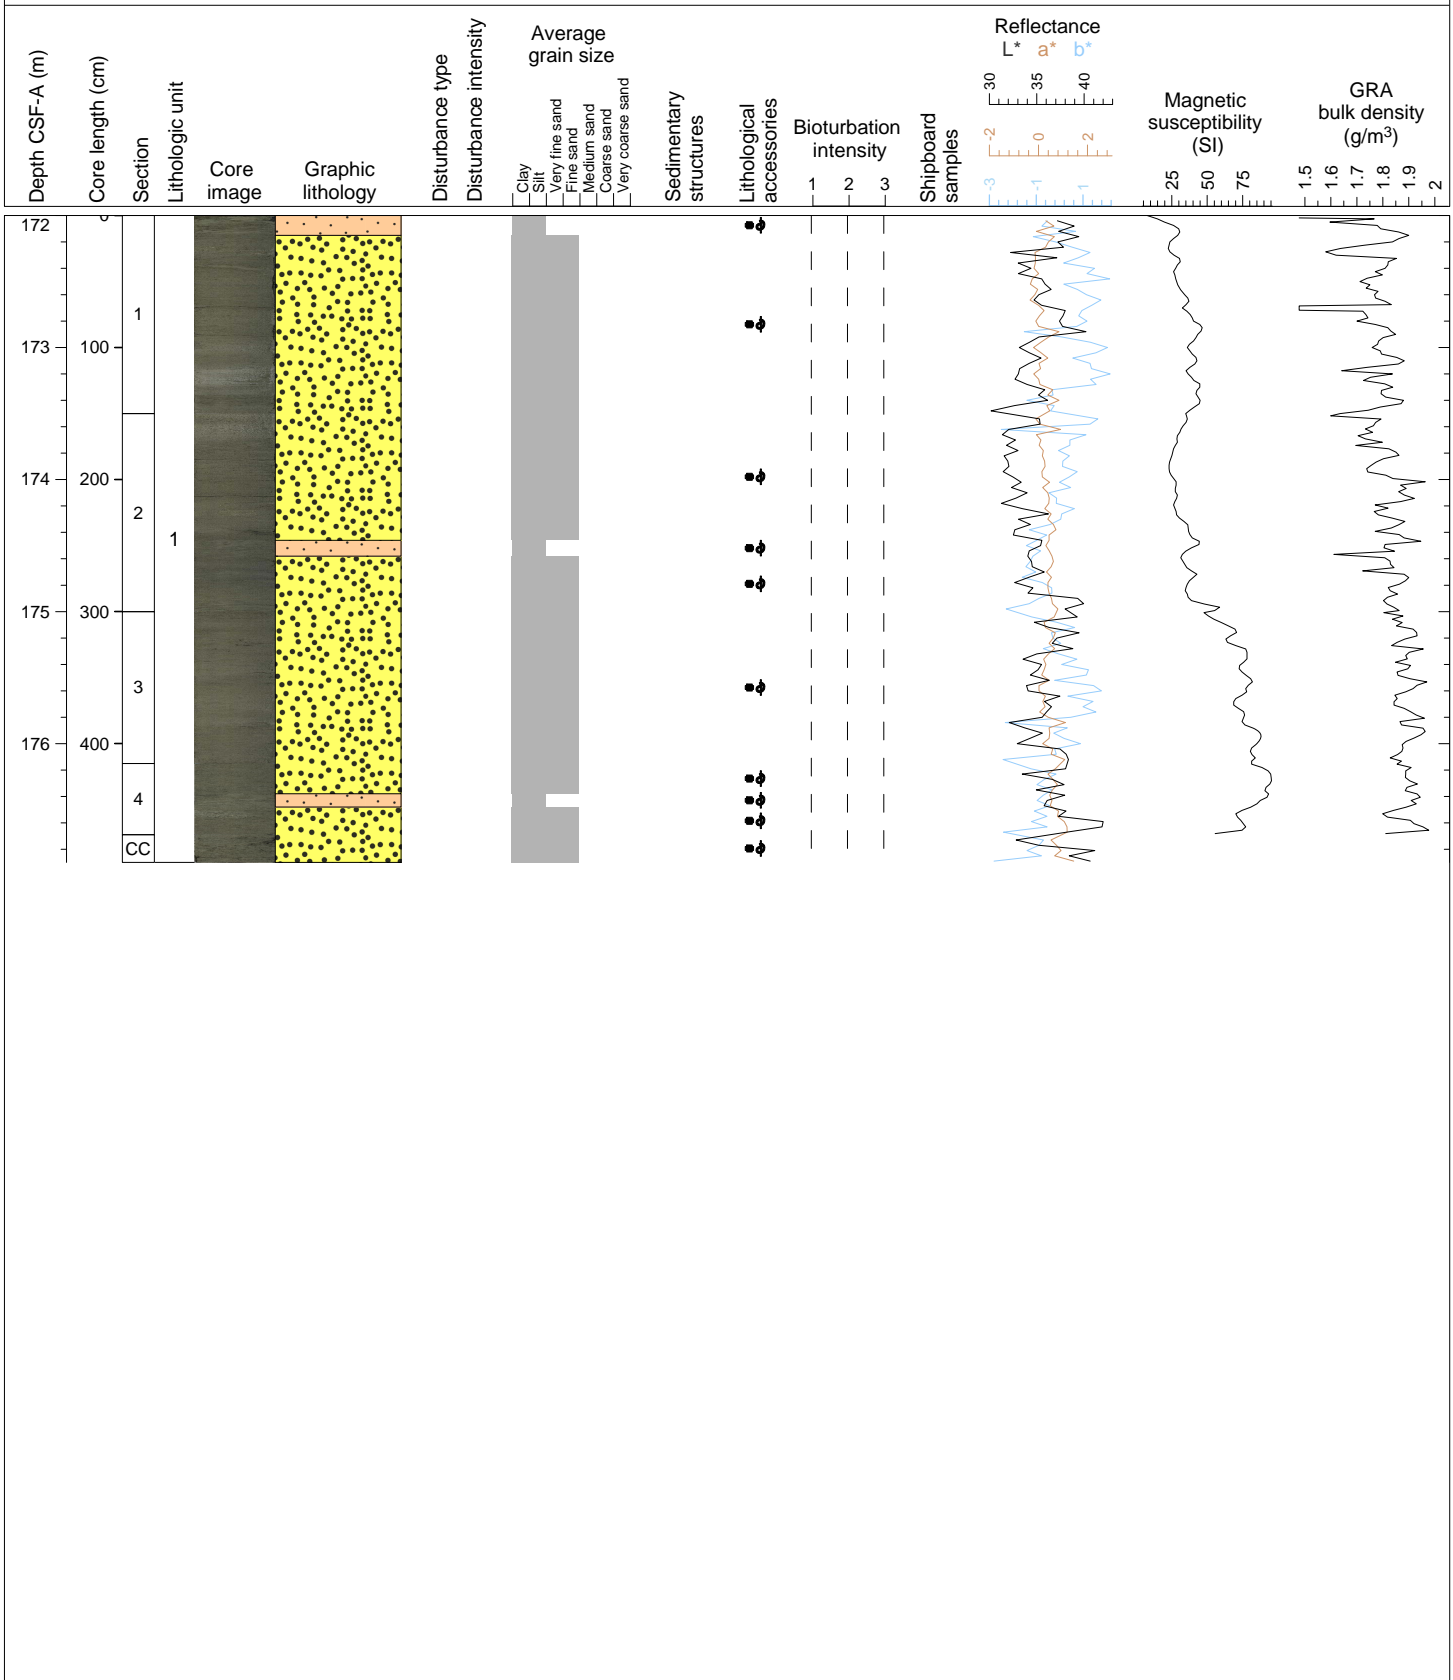 Depth CSF-A (m)
Core length (cm)
Section
Lithologic unit
Core
image
Graphic
lithology
Disturbance type
Disturbance intensity
Average
grain size
Clay
Silt
Very fine sand
Fine sand
Medium sand
Coarse sand
Very coarse sand
Sedimentary
structures
Lithological
accessories
Bioturbation
intensity
1 2 3
Shipboard
samples
Reflectance
L* a* b*
30 35 40
-2 0 2
-3 -1 1
Magnetic
susceptibility
(SI)
25 50 75
GRA
bulk density
(g/m³)
1.5 1.6 1.7 1.8 1.9 2
172
173
174
175
176
0
100
200
300
400
1
2
3
4
CC
1